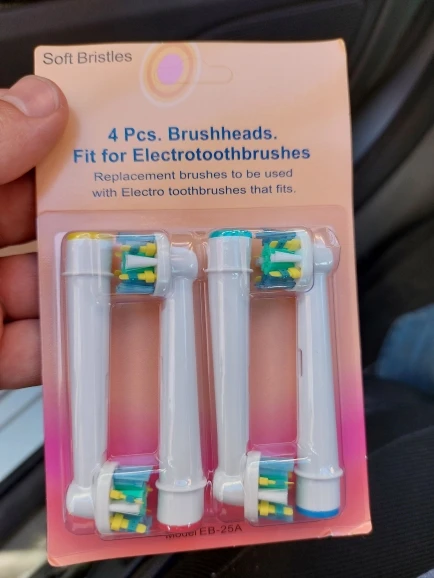 Soft Bristles
4 Pcs. Brushheads.
Fit for Electrotoothbrushes
Replacement brushes to be used
with Electro toothbrushes that fits.
Model EB-25A